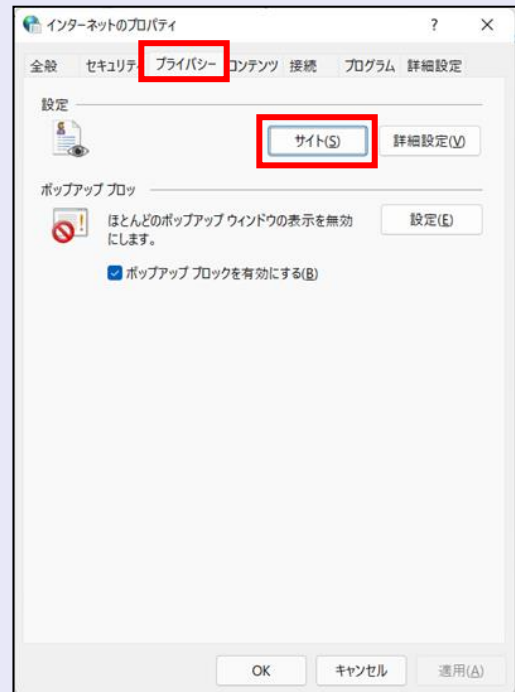 インターネットのプロパティ
全般 セキュリティ プライバシー コンテンツ 接続 プログラム 詳細設定
設定
サイト(S) 詳細設定(V)
ポップアップ ブロッ
ほとんどのポップアップ ウィンドウの表示を無効 設定(E)
にします。
ポップアップ ブロックを有効にする(B)
OK キャンセル 適用(A)